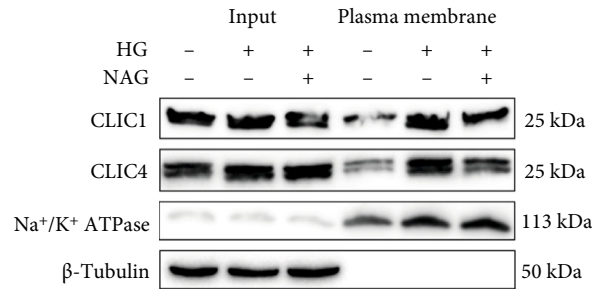 Input Plasma membrane
HG – + + – + +
NAG – – + – – +
CLIC1 25 kDa
CLIC4 25 kDa
Na⁺/K⁺ ATPase 113 kDa
β-Tubulin 50 kDa